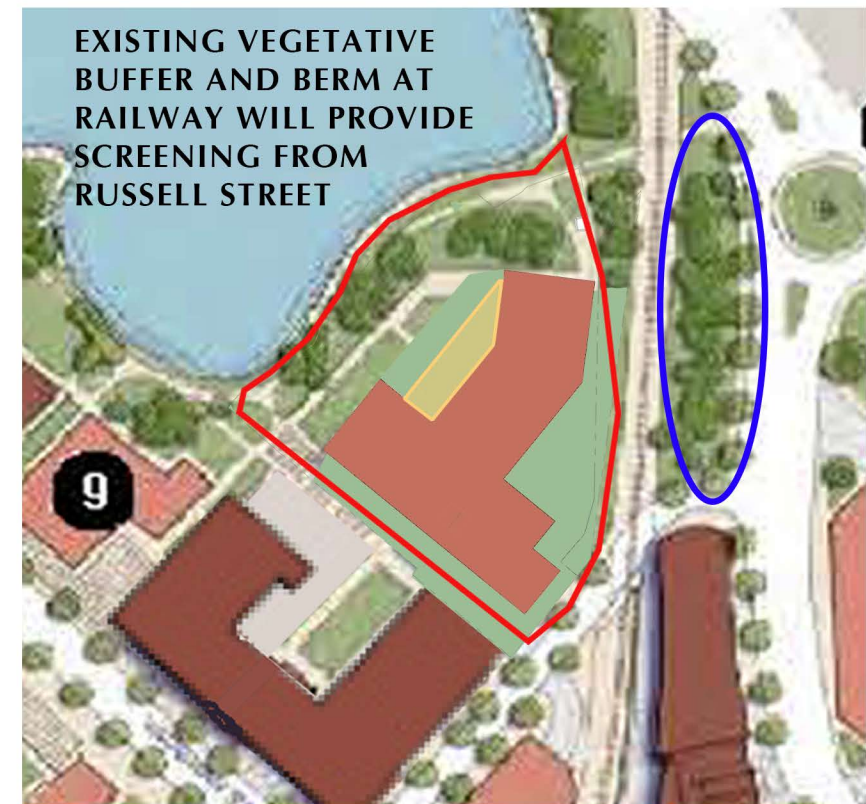 EXISTING VEGETATIVE
BUFFER AND BERM AT
RAILWAY WILL PROVIDE
SCREENING FROM
RUSSELL STREET
9